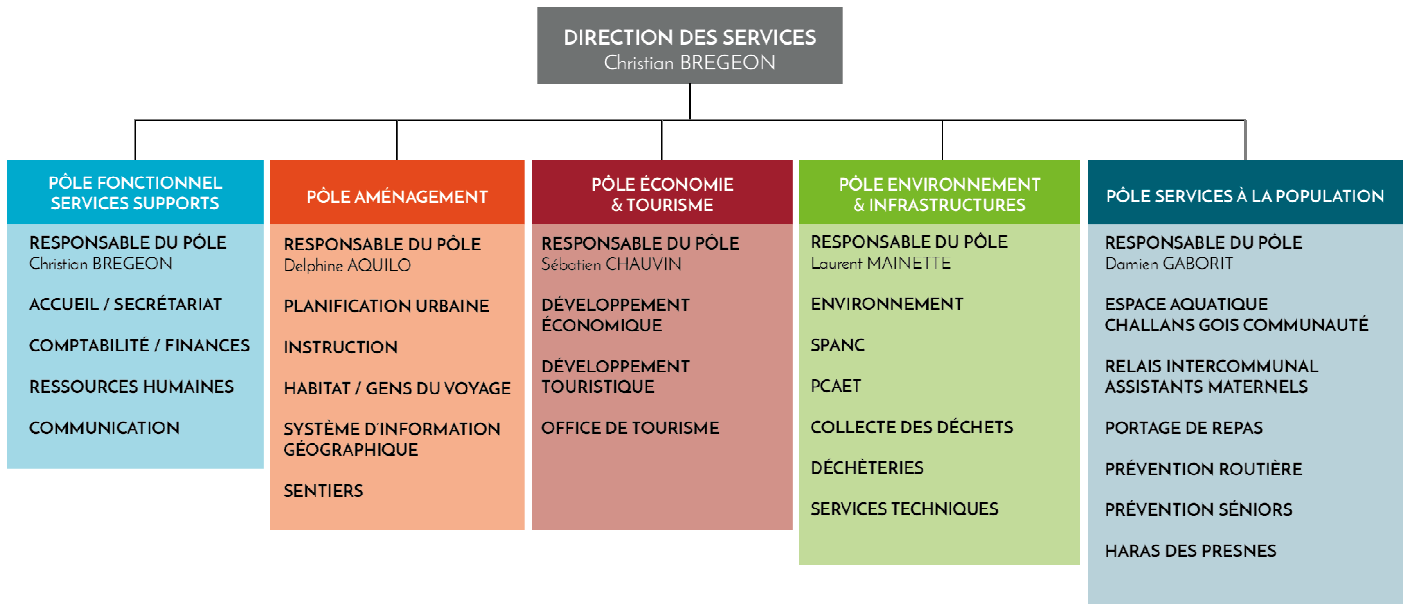 DIRECTION DES SERVICES
Christian BREGEON
PÔLE FONCTIONNEL
SERVICES SUPPORTS
RESPONSABLE DU PÔLE
Christian BREGEON
ACCUEIL / SECRÉTARIAT
COMPTABILITÉ / FINANCES
RESSOURCES HUMAINES
COMMUNICATION
PÔLE AMÉNAGEMENT
RESPONSABLE DU PÔLE
Delphine AQUILO
PLANIFICATION URBAINE
INSTRUCTION
HABITAT / GENS DU VOYAGE
SYSTÈME D'INFORMATION
GÉOGRAPHIQUE
SENTIERS
PÔLE ÉCONOMIE
& TOURISME
RESPONSABLE DU PÔLE
Sébatien CHAUVIN
DÉVELOPPEMENT
ÉCONOMIQUE
DÉVELOPPEMENT
TOURISTIQUE
OFFICE DE TOURISME
PÔLE ENVIRONNEMENT
& INFRASTRUCTURES
RESPONSABLE DU PÔLE
Laurent MAINETTE
ENVIRONNEMENT
SPANC
PCAET
COLLECTE DES DÉCHETS
DÉCHÈTERIES
SERVICES TECHNIQUES
PÔLE SERVICES À LA POPULATION
RESPONSABLE DU PÔLE
Damien GABORIT
ESPACE AQUATIQUE
CHALLANS GOIS COMMUNAUTÉ
RELAIS INTERCOMMUNAL
ASSISTANTS MATERNELS
PORTAGE DE REPAS
PRÉVENTION ROUTIÈRE
PRÉVENTION SÉNIORS
HARAS DES PRESNES